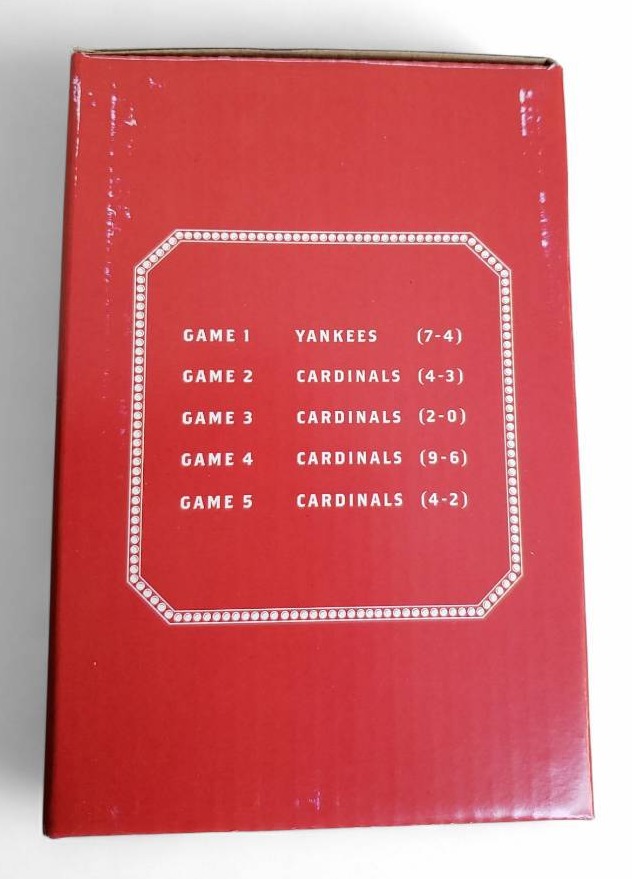 GAME 1 YANKEES (7-4)
GAME 2 CARDINALS (4-3)
GAME 3 CARDINALS (2-0)
GAME 4 CARDINALS (9-6)
GAME 5 CARDINALS (4-2)